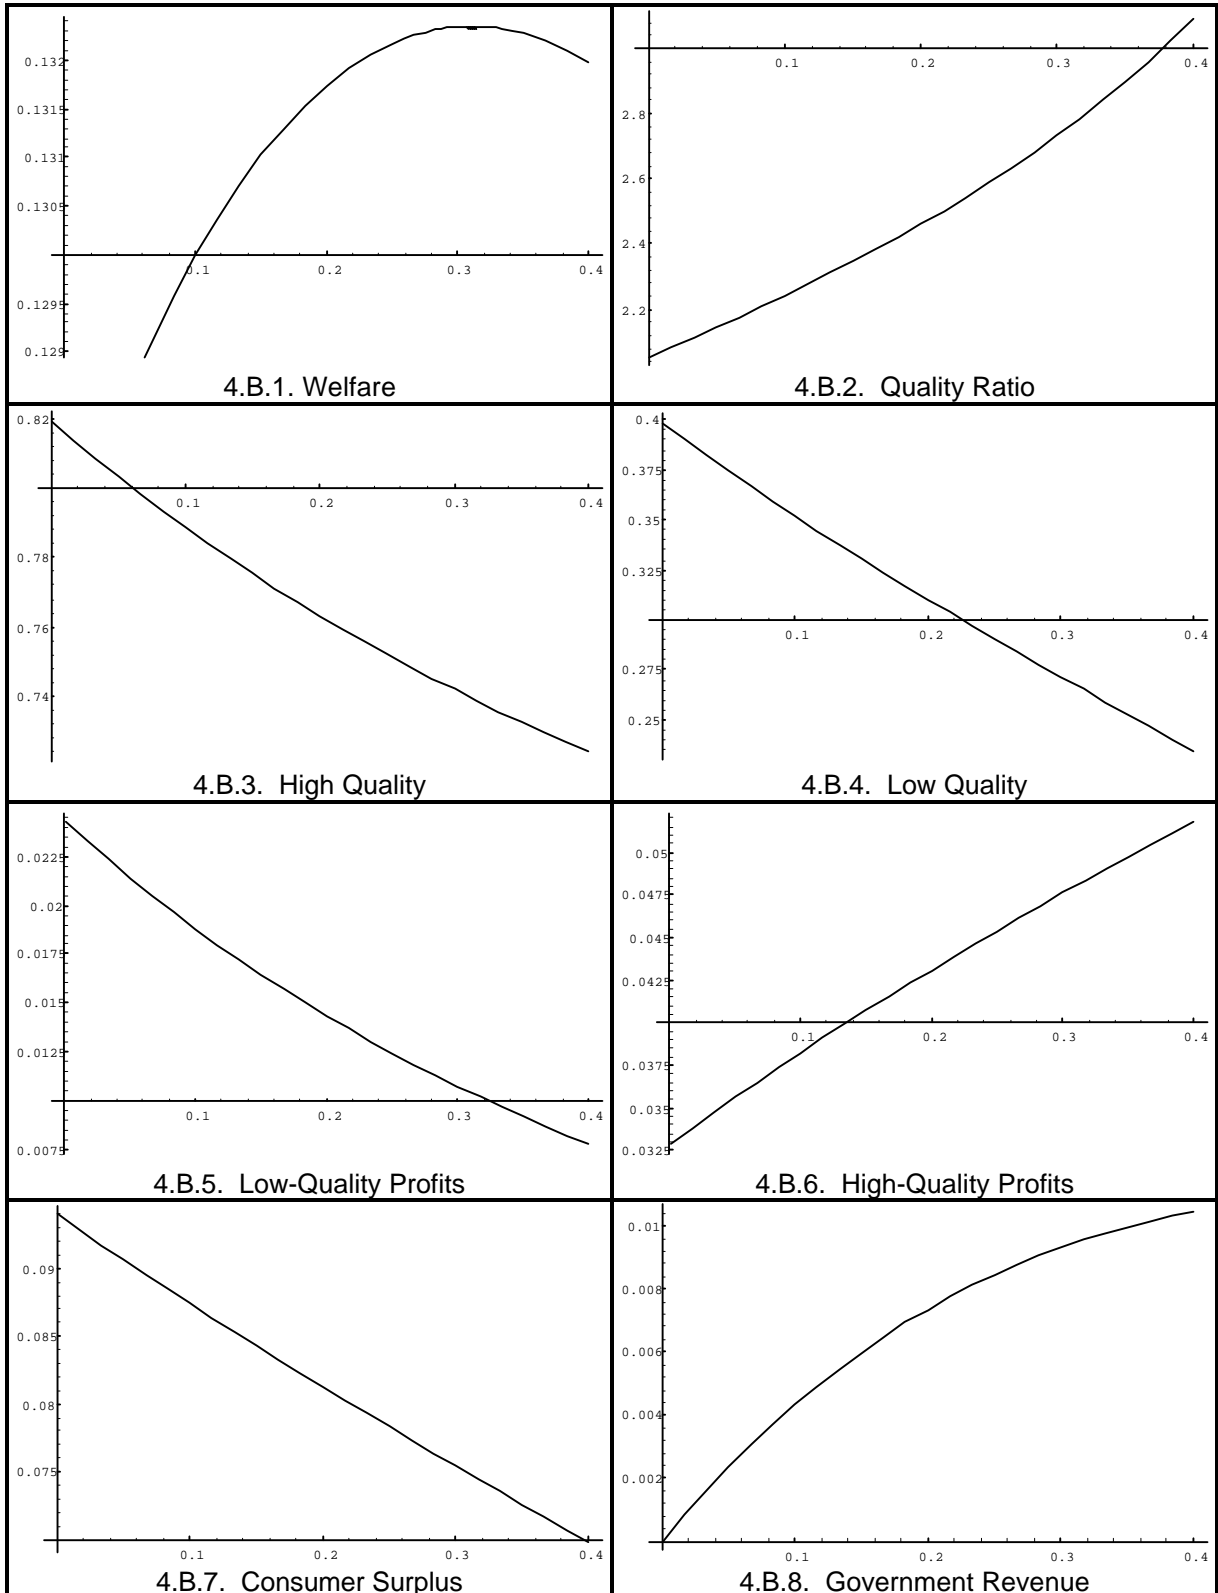 0.132
0.1315
0.131
0.1305
0.1 0.2 0.3 0.4
0.1295
0.129
4.B.1. Welfare
0.1 0.2 0.3 0.4
2.8
2.6
2.4
2.2
4.B.2. Quality Ratio
0.82
0.1 0.2 0.3 0.4
0.78
0.76
0.74
4.B.3. High Quality
0.4
0.375
0.35
0.325
0.1 0.2 0.3 0.4
0.275
0.25
4.B.4. Low Quality
0.0225
0.02
0.0175
0.015
0.0125
0.1 0.2 0.3 0.4
0.0075
4.B.5. Low-Quality Profits
0.05
0.0475
0.045
0.0425
0.1 0.2 0.3 0.4
0.0375
0.035
0.0325
4.B.6. High-Quality Profits
0.09
0.085
0.08
0.075
0.1 0.2 0.3 0.4
4.B.7. Consumer Surplus
0.01
0.008
0.006
0.004
0.002
0.1 0.2 0.3 0.4
4.B.8. Government Revenue